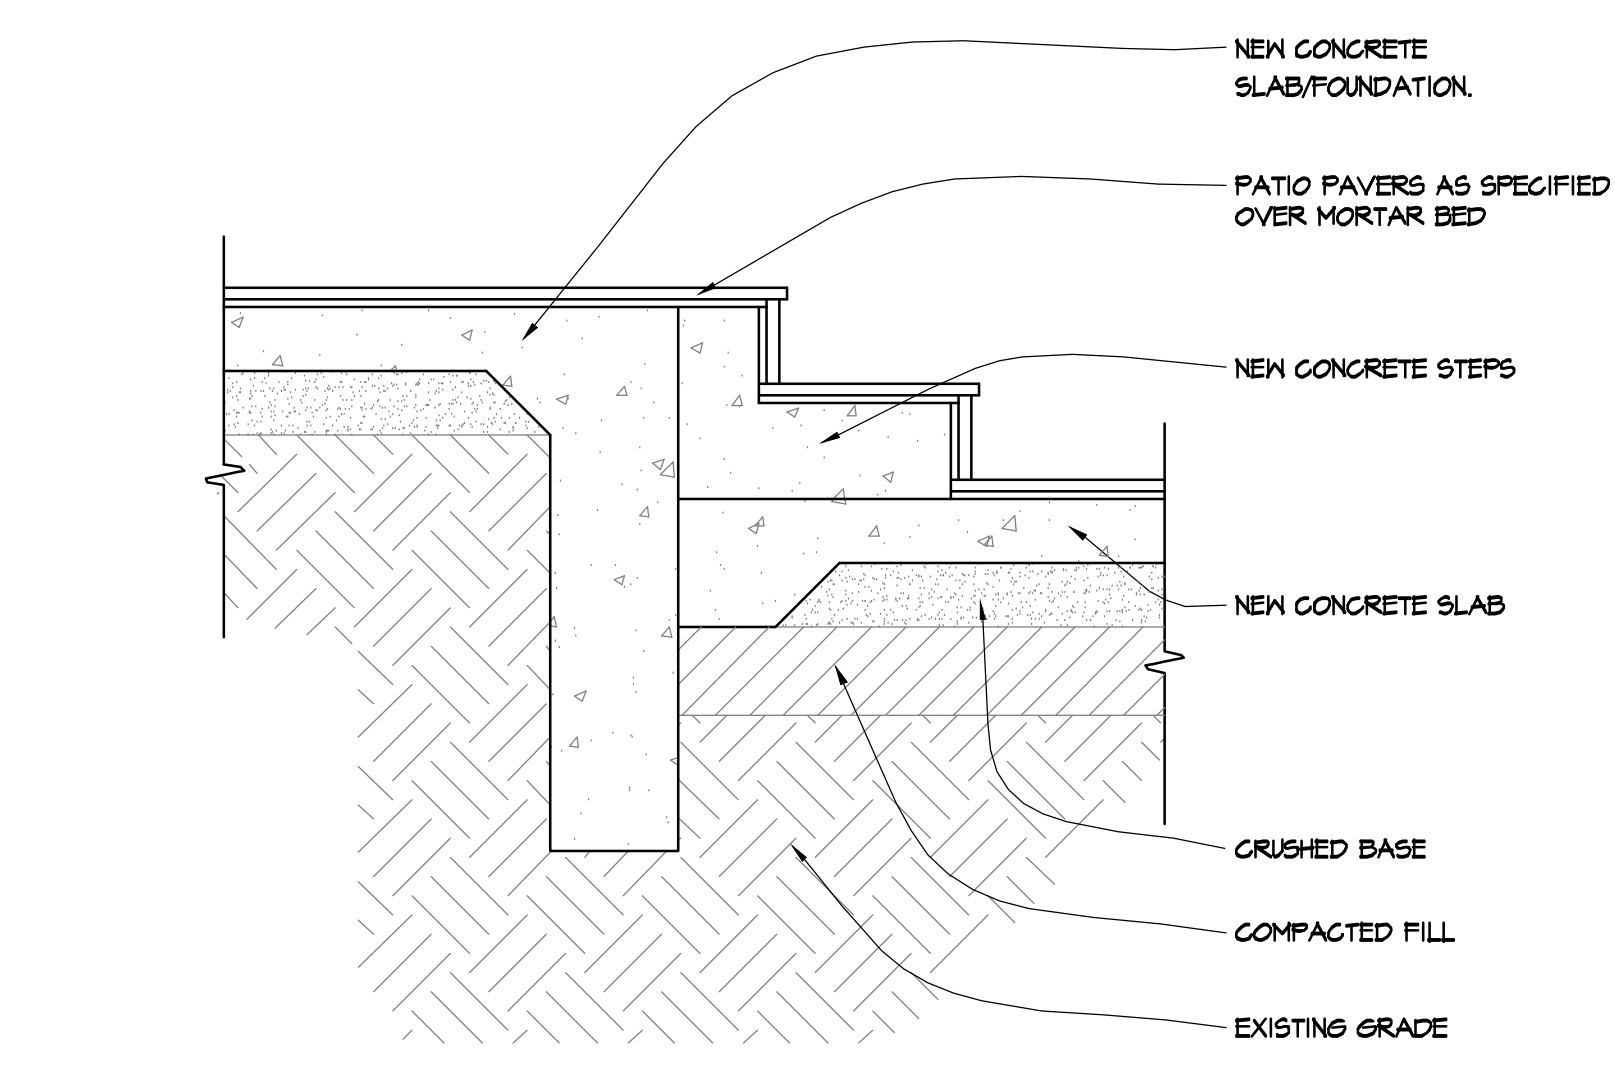 NEW CONCRETE
SLAB/FOUNDATION.
PATIO PAVERS AS SPECIFIED
OVER MORTAR BED
NEW CONCRETE STEPS
NEW CONCRETE SLAB
CRUSHED BASE
COMPACTED FILL
EXISTING GRADE